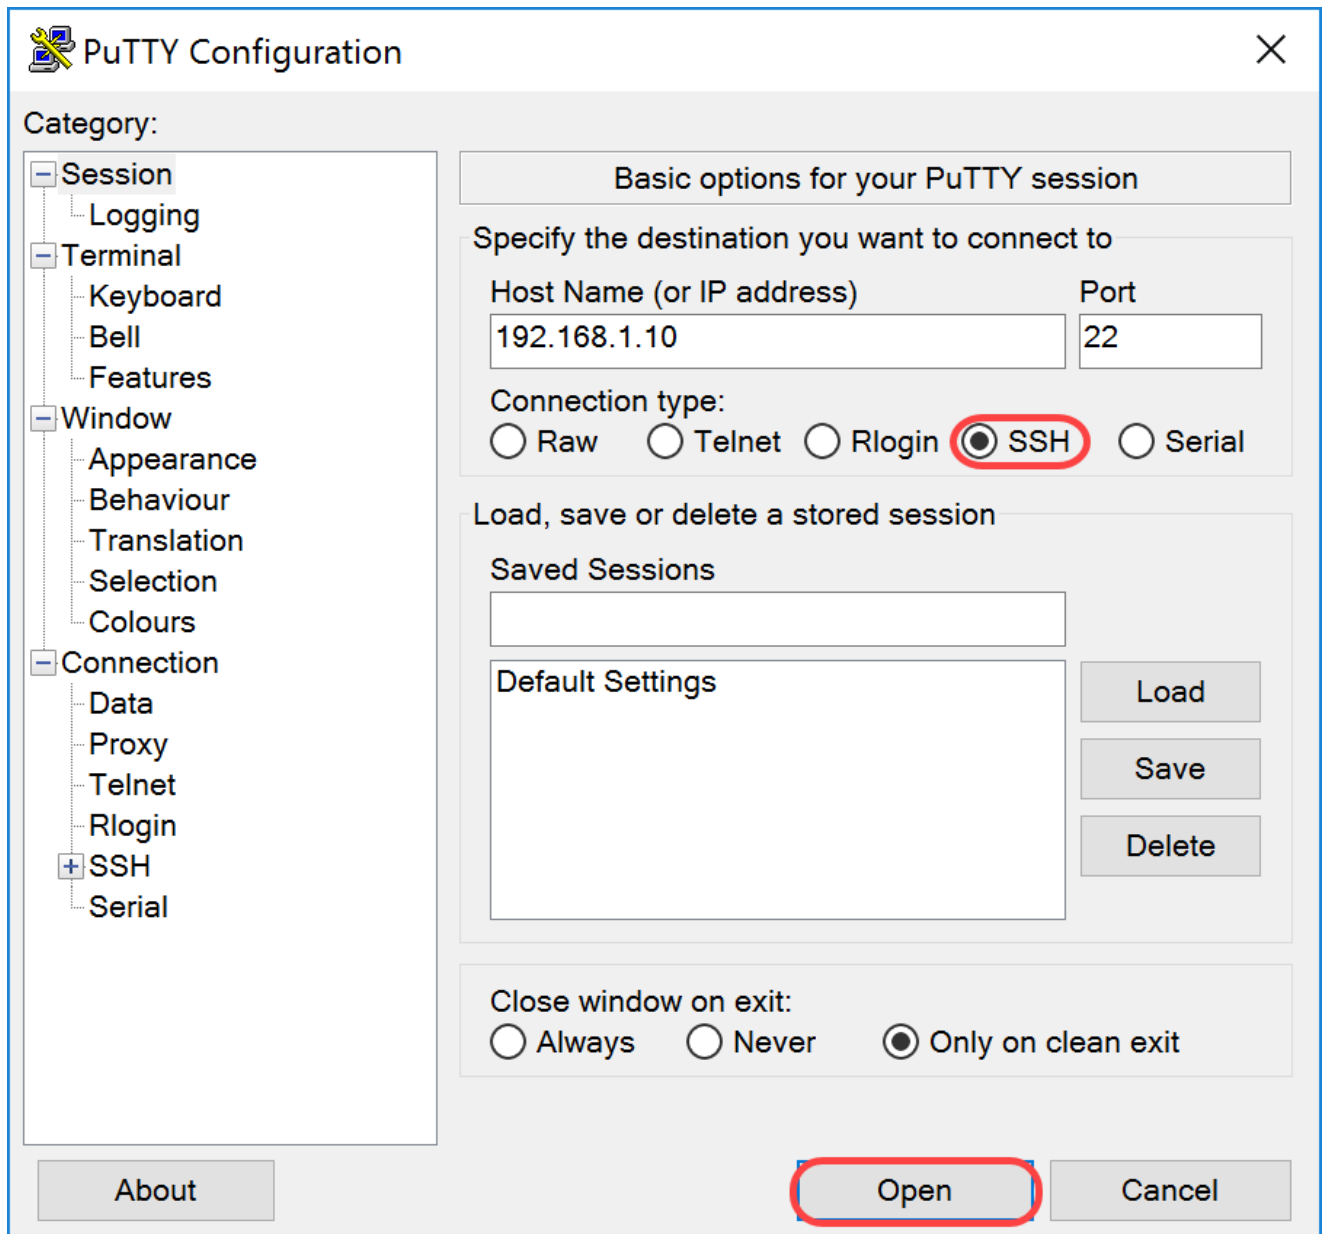 PuTTY Configuration
Category:
Session
Logging
Terminal
Keyboard
Bell
Features
Window
Appearance
Behaviour
Translation
Selection
Colours
Connection
Data
Proxy
Telnet
Rlogin
SSH
Serial
Basic options for your PuTTY session
Specify the destination you want to connect to
Host Name (or IP address) Port
192.168.1.10 22
Connection type:
Raw Telnet Rlogin SSH Serial
Load, save or delete a stored session
Saved Sessions
Default Settings
Load
Save
Delete
Close window on exit:
Always Never Only on clean exit
About Open Cancel